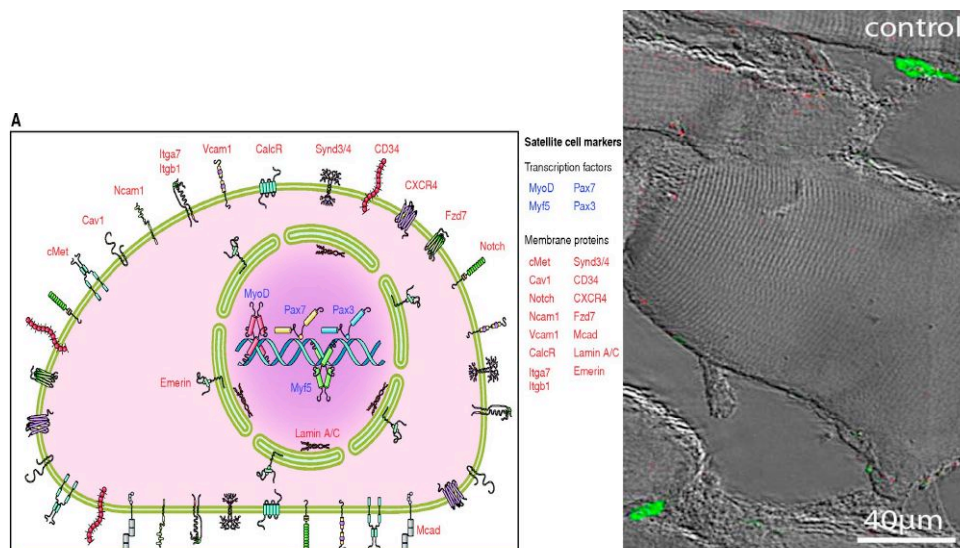 A
Itga7
Itgb1
Vcam1
CalcR
Synd3/4
CD34
Ncam1
CXCR4
Cav1
Fzd7
cMet
Notch
MyoD
Pax7
Pax3
Emerin
Myf5
Lamin A/C
Mcad
Satellite cell markers
Transcription factors
MyoD Pax7
Myf5 Pax3
Membrane proteins
cMet Synd3/4
Cav1 CD34
Notch CXCR4
Ncam1 Fzd7
Vcam1 Mcad
CalcR Lamin A/C
Itga7 Emerin
Itgb1
control
40µm